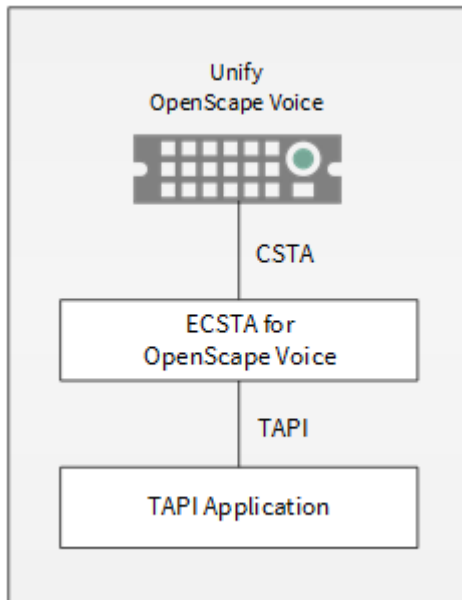 Unify
OpenScape Voice
CSTA
ECSTA for
OpenScape Voice
TAPI
TAPI Application